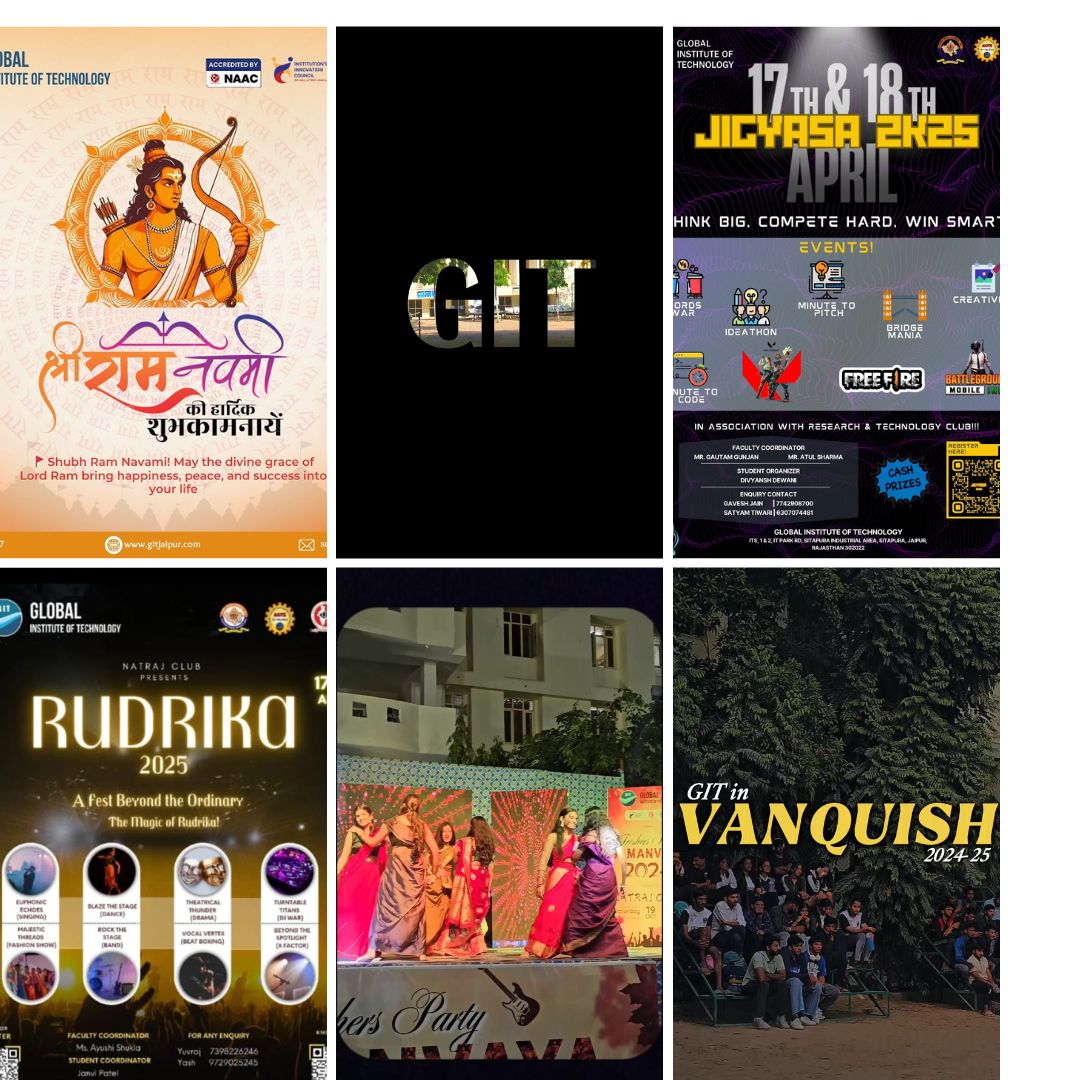 OBAL
TITUTE OF TECHNOLOGY
ACCREDITED BY
NAAC
INSTITUTION'S
INNOVATION
COUNCIL
श्री राम नवमी
की हार्दिक
शुभकामनायें
Shubh Ram Navami! May the divine grace of
Lord Ram bring happiness, peace, and success into
your life
7
www.gitjaipur.com
GIT
GLOBAL
INSTITUTE OF
TECHNOLOGY
17TH & 18TH
JIGYASA 2K25
APRIL
HINK BIG, COMPETE HARD, WIN SMART
EVENTS!
ORDS
WAR
IDEATHON
MINUTE TO
PITCH
BRIDGE
MANIA
CREATIVE
NUTE TO
CODE
FREE FIRE
BATTLEGROUN
MOBILE
IN ASSOCIATION WITH RESEARCH & TECHNOLOGY CLUB!!!
FACULTY COORDINATOR
MR. GAUTAM GUNJAN MR. ATUL SHARMA
STUDENT ORGANIZER
DIVYANSH DEWANI
ENQUIRY CONTACT
GAVESH JAIN | 7742908700
SATYAM TIWARI | 6307074481
CASH
PRIZES
REGISTER
HERE!
GLOBAL INSTITUTE OF TECHNOLOGY
ITS, 1 & 2, IT PARK RD, SITAPURA INDUSTRIAL AREA, SITAPURA, JAIPUR,
RAJASTHAN 302022
GIT
GLOBAL
INSTITUTE OF TECHNOLOGY
NATRAJ CLUB
PRESENTS
17
RUDRIKA
2025
A Fest Beyond the Ordinary
The Magic of Rudrika!
EUPHONIC
ECHOES
(SINGING)
BLAZE THE STAGE
(DANCE)
THEATRICAL
THUNDER
(DRAMA)
TURNTABLE
TITANS
(DJ WAR)
MAJESTIC
THREADS
(FASHION SHOW)
ROCK THE
STAGE
(BAND)
VOCAL VERTEX
(BEAT BOXING)
BEYOND THE
SPOTLIGHT
(X FACTOR)
FACULTY COORDINATOR
Ms. Ayushi Shukla
STUDENT COORDINATOR
Janvi Patel
FOR ANY ENQUIRY
Yuvraj 7398226246
Yash 9729025245
GLOBAL
Freshers
MANV
202
NATRAJ C
Saturday 19
hers Party
GIT in
VANQUISH
2024-25